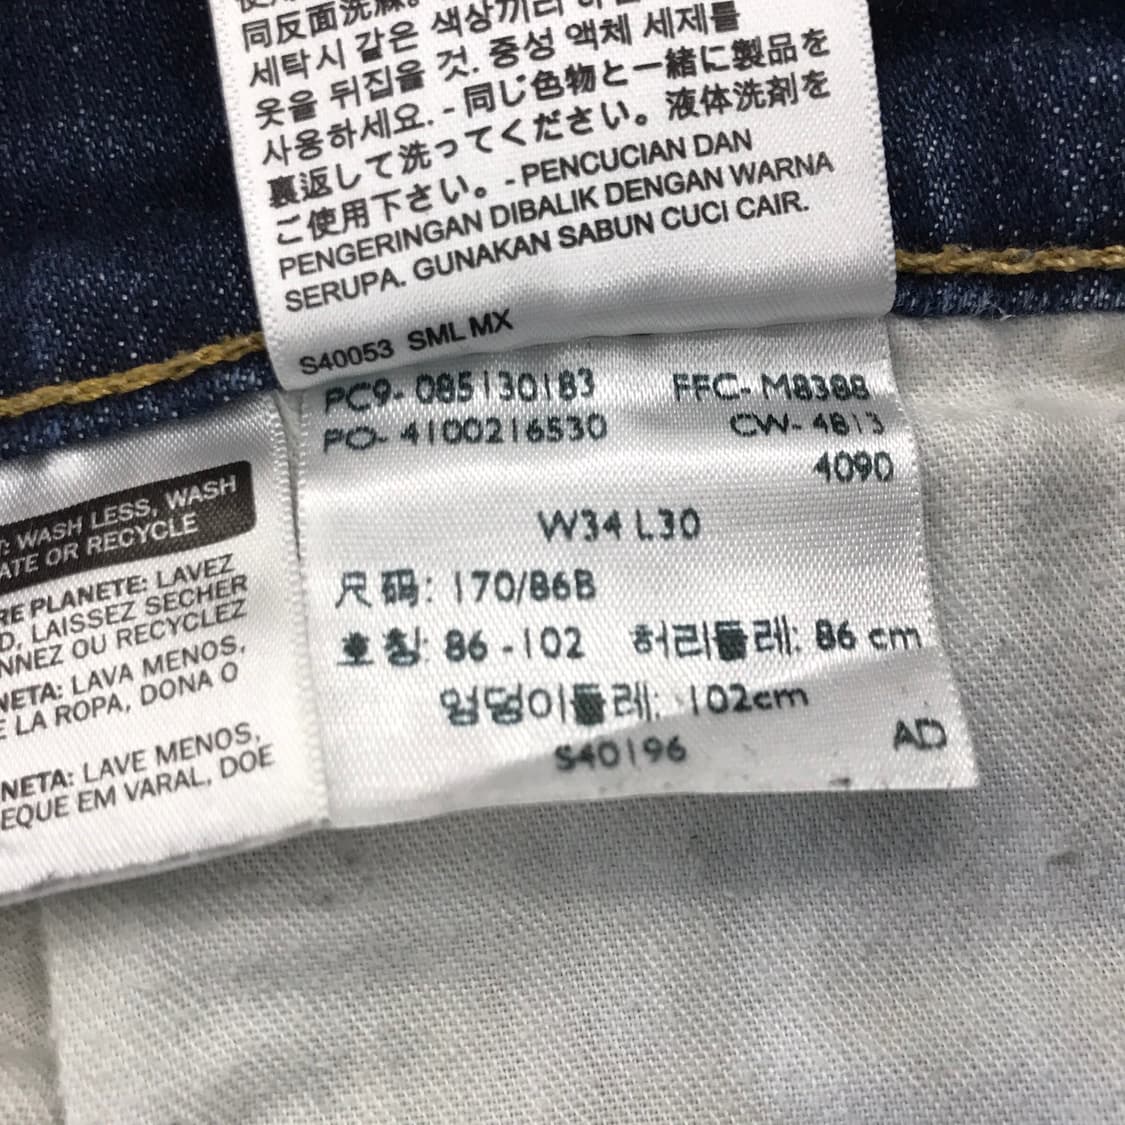 同反面洗滌。
세탁시 같은 색상끼리
옷을 뒤집을 것. 중성 액체 세제를
사용하세요. - 同じ色物と一緒に製品を
裏返して洗ってください。液体洗剤を
ご使用下さい。 - PENCUCIAN DAN
PENGERINGAN DIBALIK DENGAN WARNA
SERUPA. GUNAKAN SABUN CUCI CAIR.
S40053 SML MX
PC9- 085130183 FFC- M8388
PO- 4100216530 CW- 4813
4090
W34 L30
尺码: 170/86B
호칭: 86 -102 허리둘레: 86 cm
엉덩이둘레: 102cm
S40196 AD
: WASH LESS, WASH
ATE OR RECYCLE
RE PLANETE: LAVEZ
D, LAISSEZ SECHER
NNEZ OU RECYCLEZ
NETA: LAVA MENOS,
E LA ROPA, DONA O
NETA: LAVE MENOS,
EQUE EM VARAL, DOE